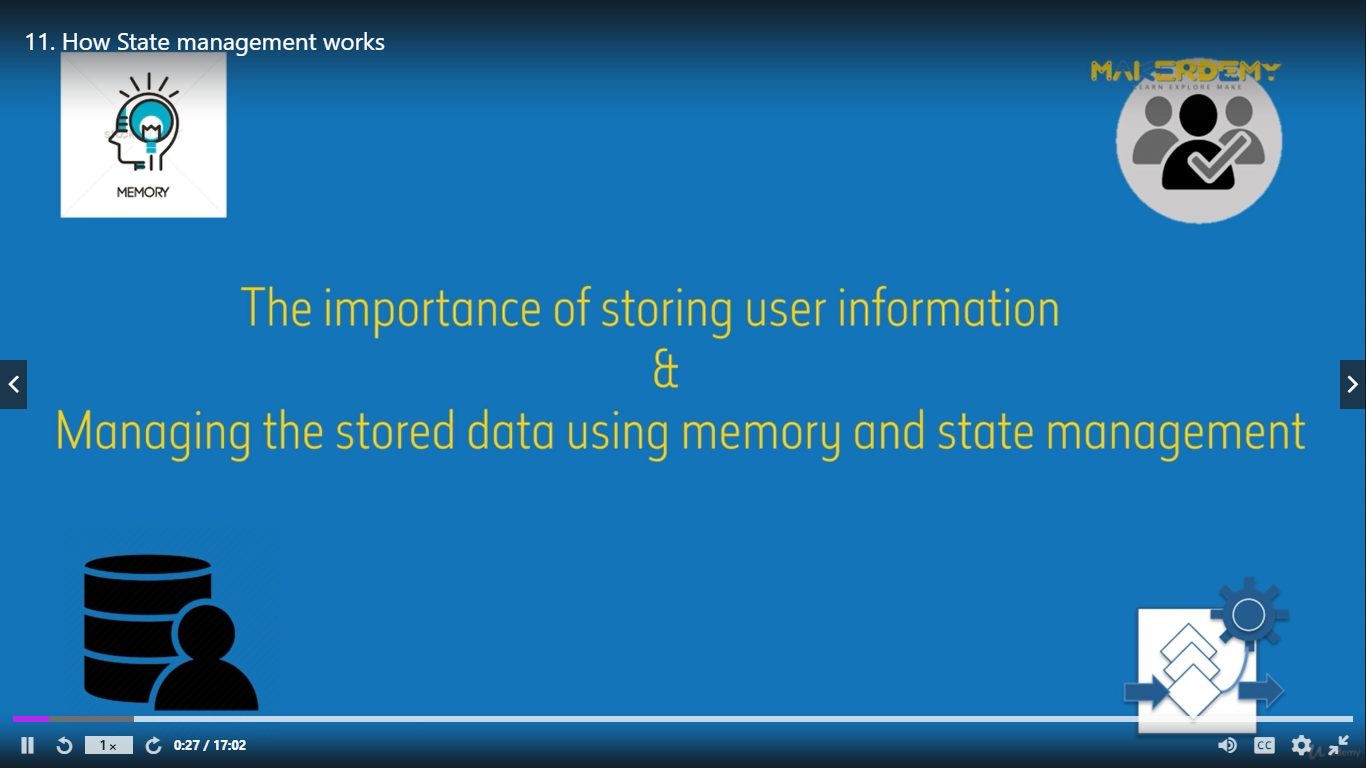 11. How State management works
MAKERDEMY
LEARN EXPLORE MAKE
MEMORY
The importance of storing user information
&
Managing the stored data using memory and state management
1 x
0:27 / 17:02
CC